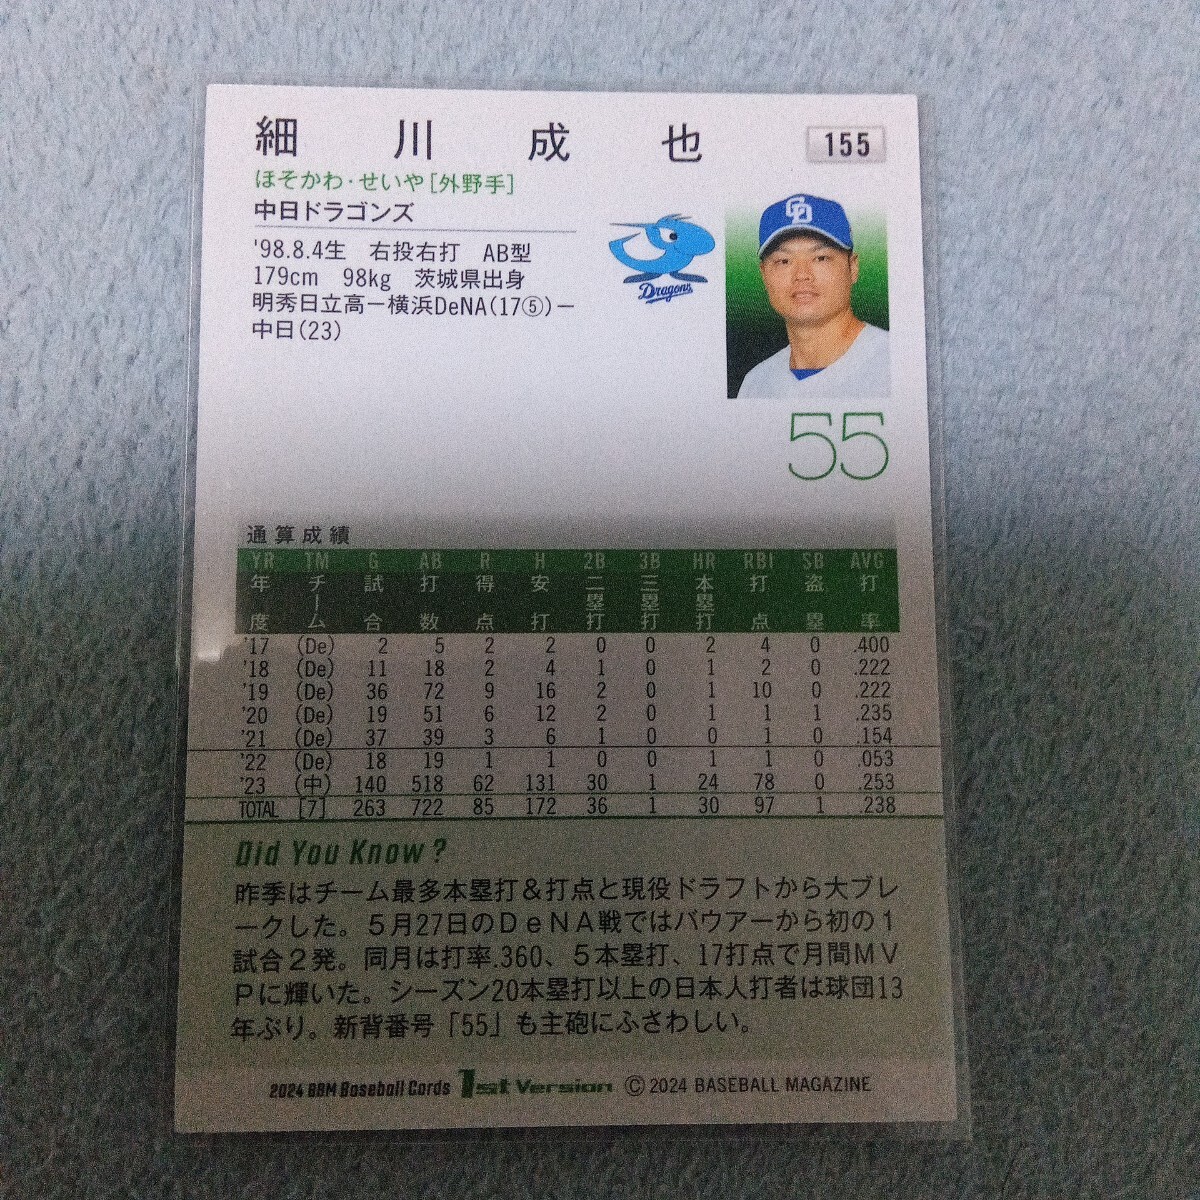 細川成也
155
ほそかわ・せいや[外野手]
中日ドラゴンズ
'98.8.4生 右投右打 AB型
179cm 98kg 茨城県出身
明秀日立高－横浜DeNA(17⑤)－
中日(23)
Dragons
55
通算成績
YR TM G AB R H 2B 3B HR RBI SB AVG
年度 チーム 試合 打数 得点 安打 二塁打 三塁打 本塁打 打点 盗塁 打率
'17 (De) 2 5 2 2 0 0 2 4 0 .400
'18 (De) 11 18 2 4 1 0 1 2 0 .222
'19 (De) 36 72 9 16 2 0 1 10 0 .222
'20 (De) 19 51 6 12 2 0 1 1 1 .235
'21 (De) 37 39 3 6 1 0 0 1 0 .154
'22 (De) 18 19 1 1 0 0 1 1 0 .053
'23 (中) 140 518 62 131 30 1 24 78 0 .253
TOTAL [7] 263 722 85 172 36 1 30 97 1 .238
Did You Know?
昨季はチーム最多本塁打＆打点と現役ドラフトから大ブレ
ークした。５月27日のＤｅＮＡ戦ではバウアーから初の１
試合２発。同月は打率.360、５本塁打、17打点で月間ＭＶ
Ｐに輝いた。シーズン20本塁打以上の日本人打者は球団13
年ぶり。新背番号「55」も主砲にふさわしい。
2024 BBM Baseball Cards 1st Version © 2024 BASEBALL MAGAZINE